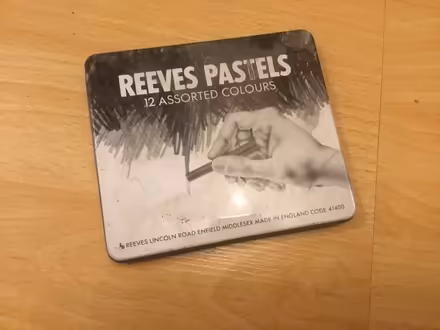 REEVES PASTELS
12 ASSORTED COLOURS
REEVES LINCOLN ROAD ENFIELD MIDDLESEX MADE IN ENGLAND CODE 41400